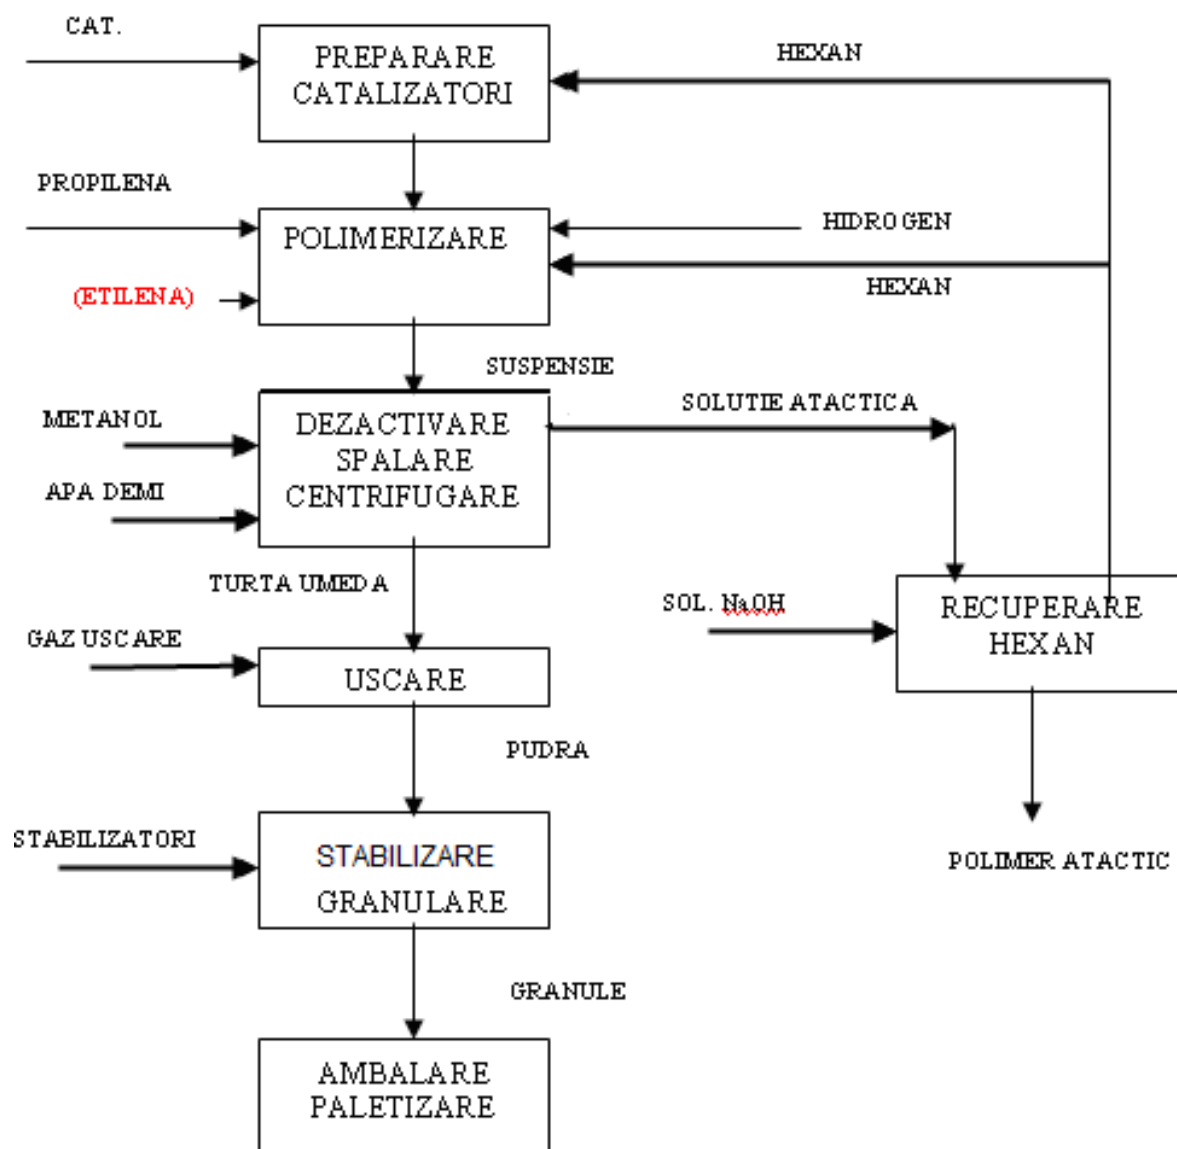 CAT.
PREPARARE
CATALIZATORI
HEXAN
PROPILENA
POLIMERIZARE
HIDROGEN
(ETILENA)
HEXAN
SUSPENSIE
METANOL
DEZACTIVARE
SPALARE
CENTRIFUGARE
SOLUTIE ATACTICA
APA DEMI
TURTA UMEDA
SOL. NaOH
RECUPERARE
HEXAN
GAZ USCARE
USCARE
PUDRA
STABILIZATORI
STABILIZARE
GRANULARE
POLIMER ATACTIC
GRANULE
AMBALARE
PALETIZARE